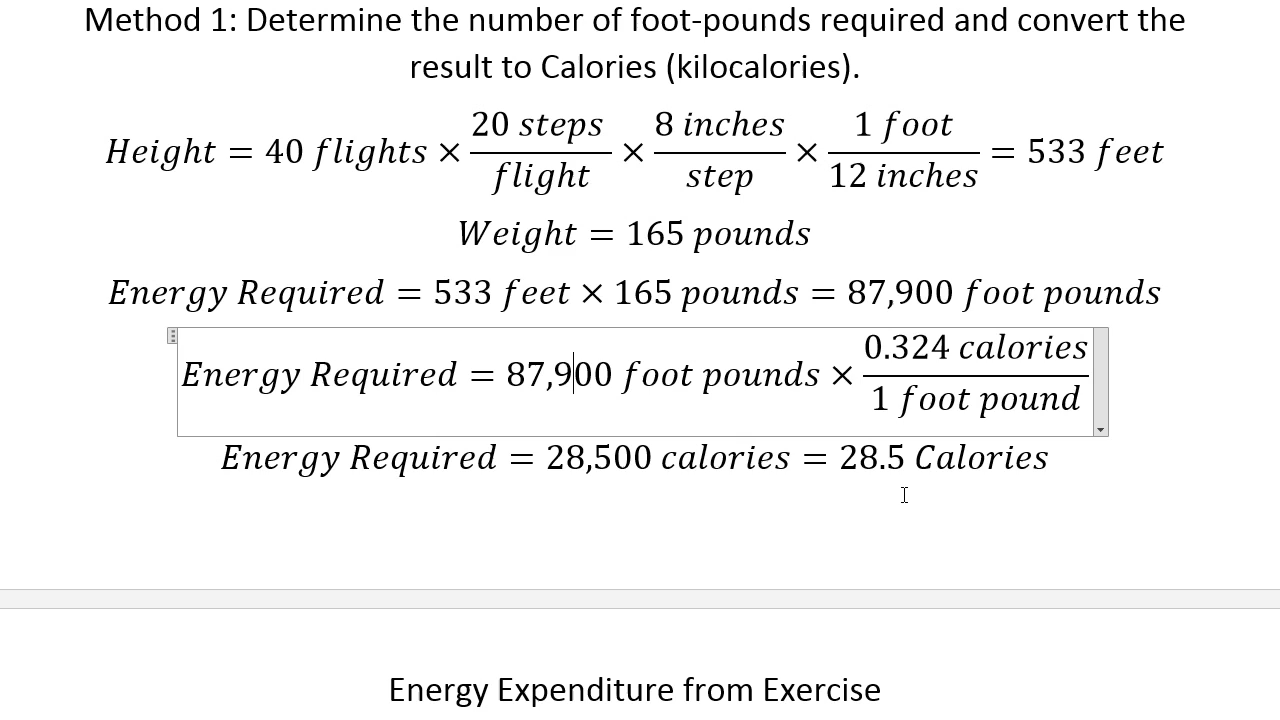 Method 1: Determine the number of foot-pounds required and convert the
result to Calories (kilocalories).
Height = 40 flights × 20 steps / flight × 8 inches / step × 1 foot / 12 inches = 533 feet
Weight = 165 pounds
Energy Required = 533 feet × 165 pounds = 87,900 foot pounds
Energy Required = 87,900 foot pounds × 0.324 calories / 1 foot pound
Energy Required = 28,500 calories = 28.5 Calories
Energy Expenditure from Exercise